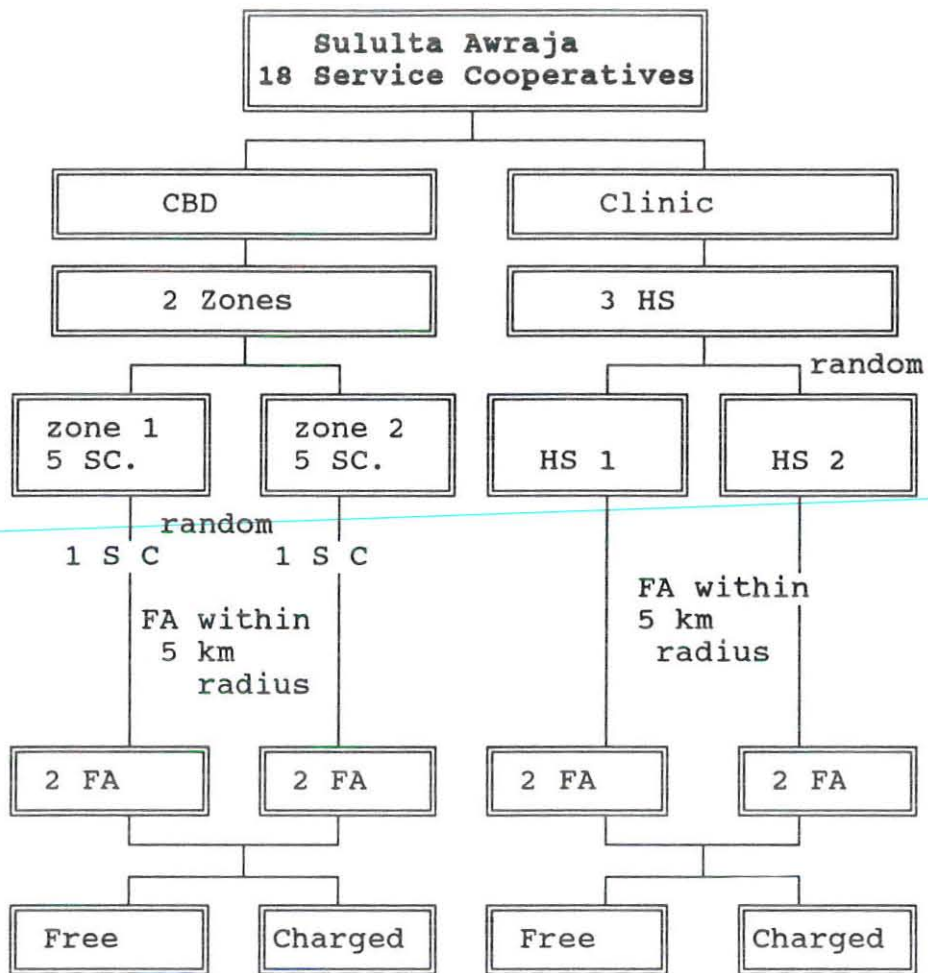 Sululta Awraja
18 Service Cooperatives
CBD
Clinic
2 Zones
3 HS
random
zone 1
5 SC.
zone 2
5 SC.
HS 1
HS 2
random
1 S C
1 S C
FA within
5 km
radius
FA within
5 km
radius
2 FA
2 FA
2 FA
2 FA
Free
Charged
Free
Charged